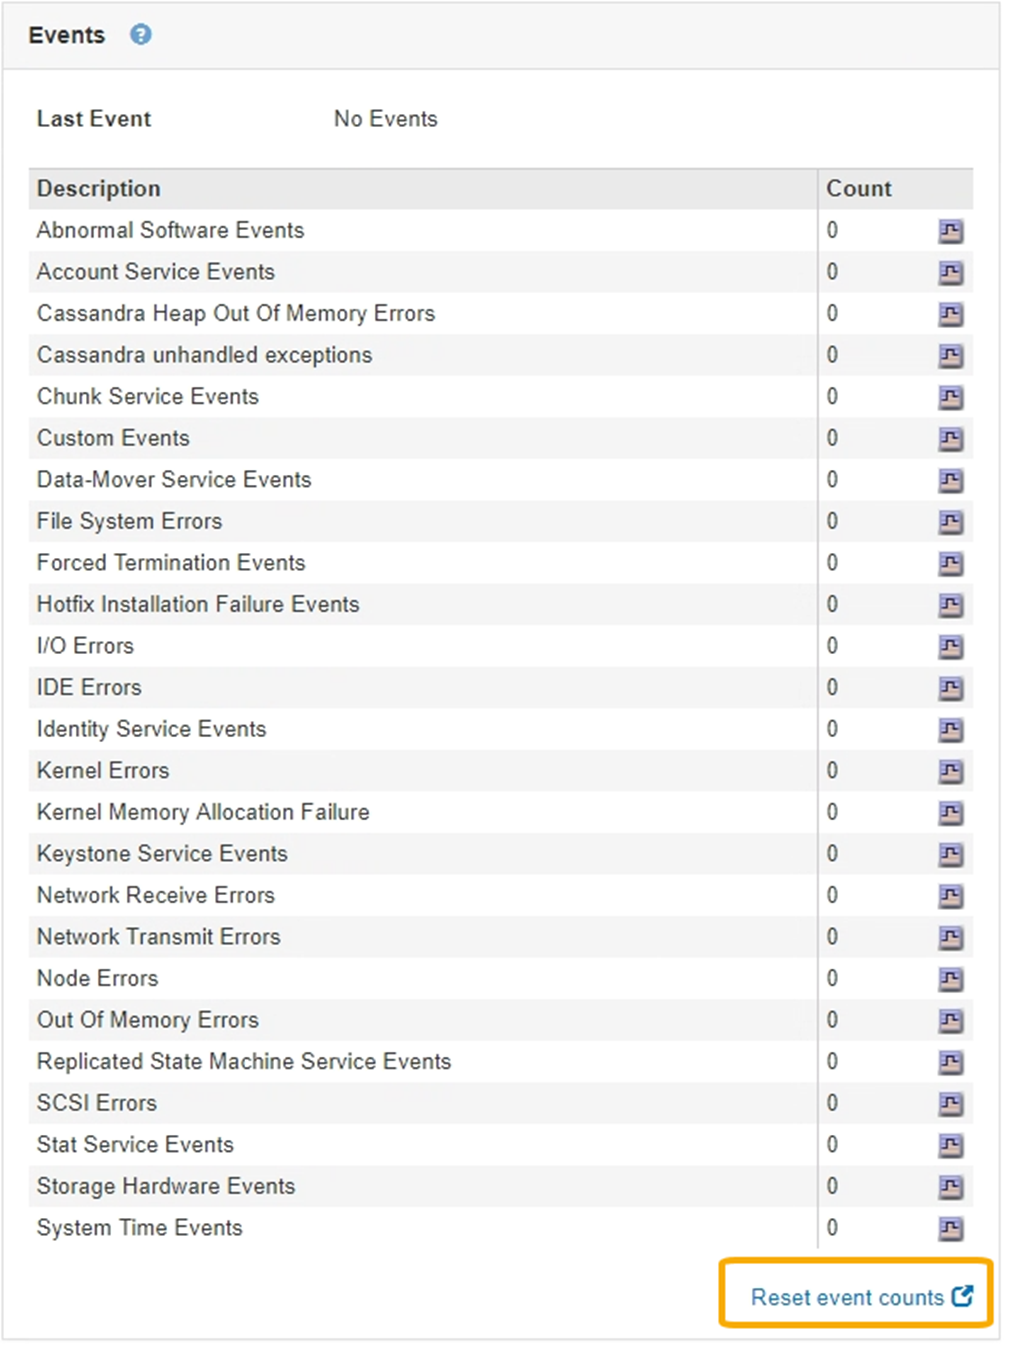 Events ?
Last Event No Events
Description Count
Abnormal Software Events 0
Account Service Events 0
Cassandra Heap Out Of Memory Errors 0
Cassandra unhandled exceptions 0
Chunk Service Events 0
Custom Events 0
Data-Mover Service Events 0
File System Errors 0
Forced Termination Events 0
Hotfix Installation Failure Events 0
I/O Errors 0
IDE Errors 0
Identity Service Events 0
Kernel Errors 0
Kernel Memory Allocation Failure 0
Keystone Service Events 0
Network Receive Errors 0
Network Transmit Errors 0
Node Errors 0
Out Of Memory Errors 0
Replicated State Machine Service Events 0
SCSI Errors 0
Stat Service Events 0
Storage Hardware Events 0
System Time Events 0
Reset event counts